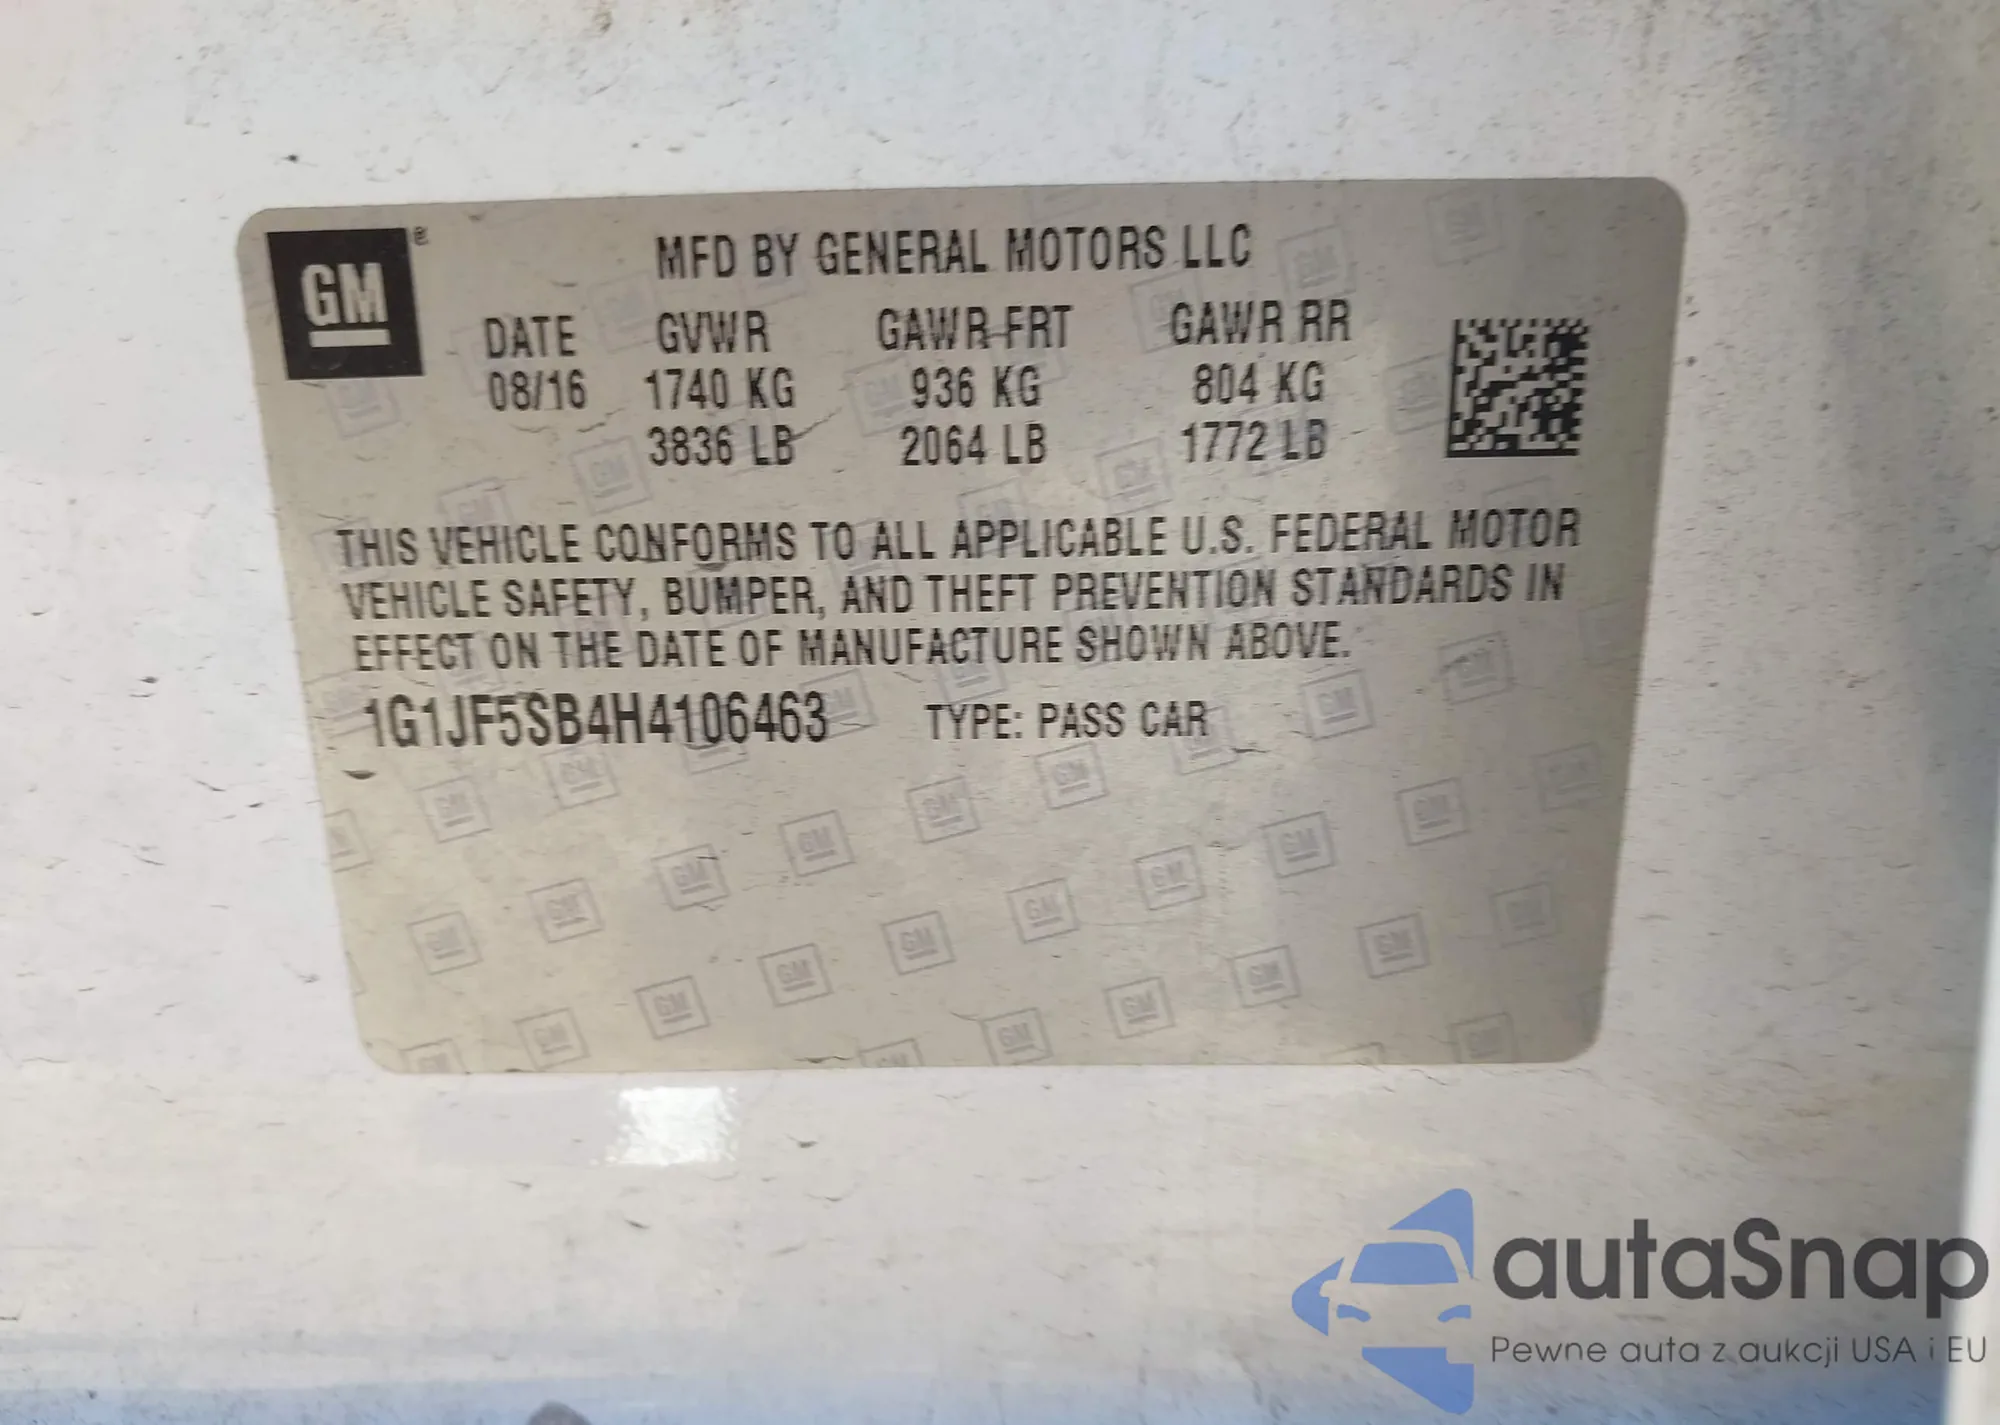 GM
MFD BY GENERAL MOTORS LLC
DATE GVWR GAWR FRT GAWR RR
08/16 1740 KG 936 KG 804 KG
3836 LB 2064 LB 1772 LB
THIS VEHICLE CONFORMS TO ALL APPLICABLE U.S. FEDERAL MOTOR
VEHICLE SAFETY, BUMPER, AND THEFT PREVENTION STANDARDS IN
EFFECT ON THE DATE OF MANUFACTURE SHOWN ABOVE.
1G1JF5SB4H4106463 TYPE: PASS CAR
autaSnap
Pewne auta z aukcji USA i EU